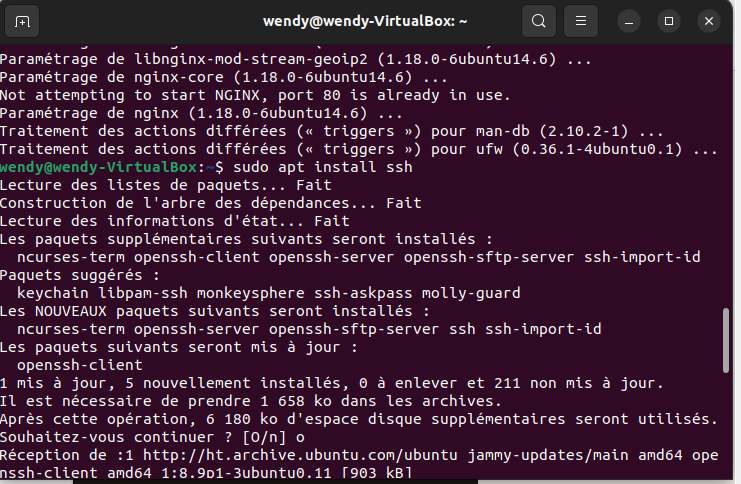 wendy@wendy-VirtualBox: ~
Paramétrage de libnginx-mod-stream-geoip2 (1.18.0-6ubuntu14.6) ...
Paramétrage de nginx-core (1.18.0-6ubuntu14.6) ...
Not attempting to start NGINX, port 80 is already in use.
Paramétrage de nginx (1.18.0-6ubuntu14.6) ...
Traitement des actions différées (« triggers ») pour man-db (2.10.2-1) ...
Traitement des actions différées (« triggers ») pour ufw (0.36.1-4ubuntu0.1) ...
wendy@wendy-VirtualBox:~$ sudo apt install ssh
Lecture des listes de paquets... Fait
Construction de l'arbre des dépendances... Fait
Lecture des informations d'état... Fait
Les paquets supplémentaires suivants seront installés :
  ncurses-term openssh-client openssh-server openssh-sftp-server ssh-import-id
Paquets suggérés :
  keychain libpam-ssh monkeysphere ssh-askpass molly-guard
Les NOUVEAUX paquets suivants seront installés :
  ncurses-term openssh-server openssh-sftp-server ssh ssh-import-id
Les paquets suivants seront mis à jour :
  openssh-client
1 mis à jour, 5 nouvellement installés, 0 à enlever et 211 non mis à jour.
Il est nécessaire de prendre 1 658 ko dans les archives.
Après cette opération, 6 180 ko d'espace disque supplémentaires seront utilisés.
Souhaitez-vous continuer ? [O/n] o
Réception de :1 http://ht.archive.ubuntu.com/ubuntu jammy-updates/main amd64 ope
nssh-client amd64 1:8.9p1-3ubuntu0.11 [903 kB]